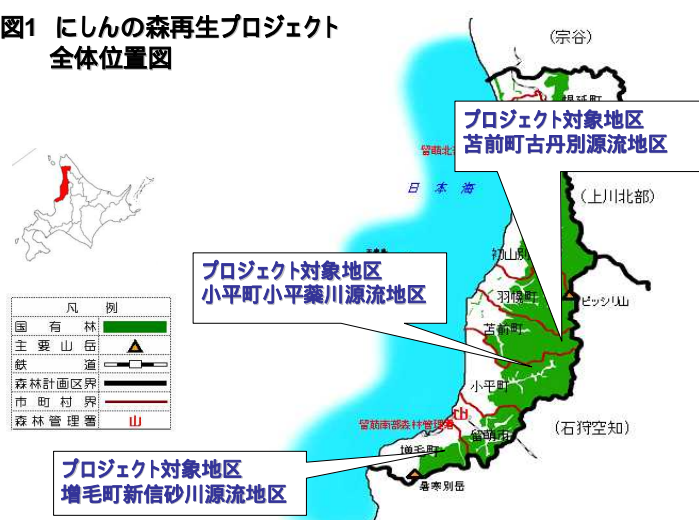 図1 にしんの森再生プロジェクト
全体位置図
(宗谷)
幌延町
プロジェクト対象地区
苫前町古丹別源流地区
留萌北
日本海
(上川北部)
初山別
プロジェクト対象地区
小平町小平蘂川源流地区
羽幌町
ピッシリ山
苫前町
凡例
国有林
主要山岳
鉄道
森林計画区界
市町村界
森林管理署
小平町
留萌南部森林管理署
留萌市
(石狩空知)
増毛町
プロジェクト対象地区
増毛町新信砂川源流地区
暑寒別岳